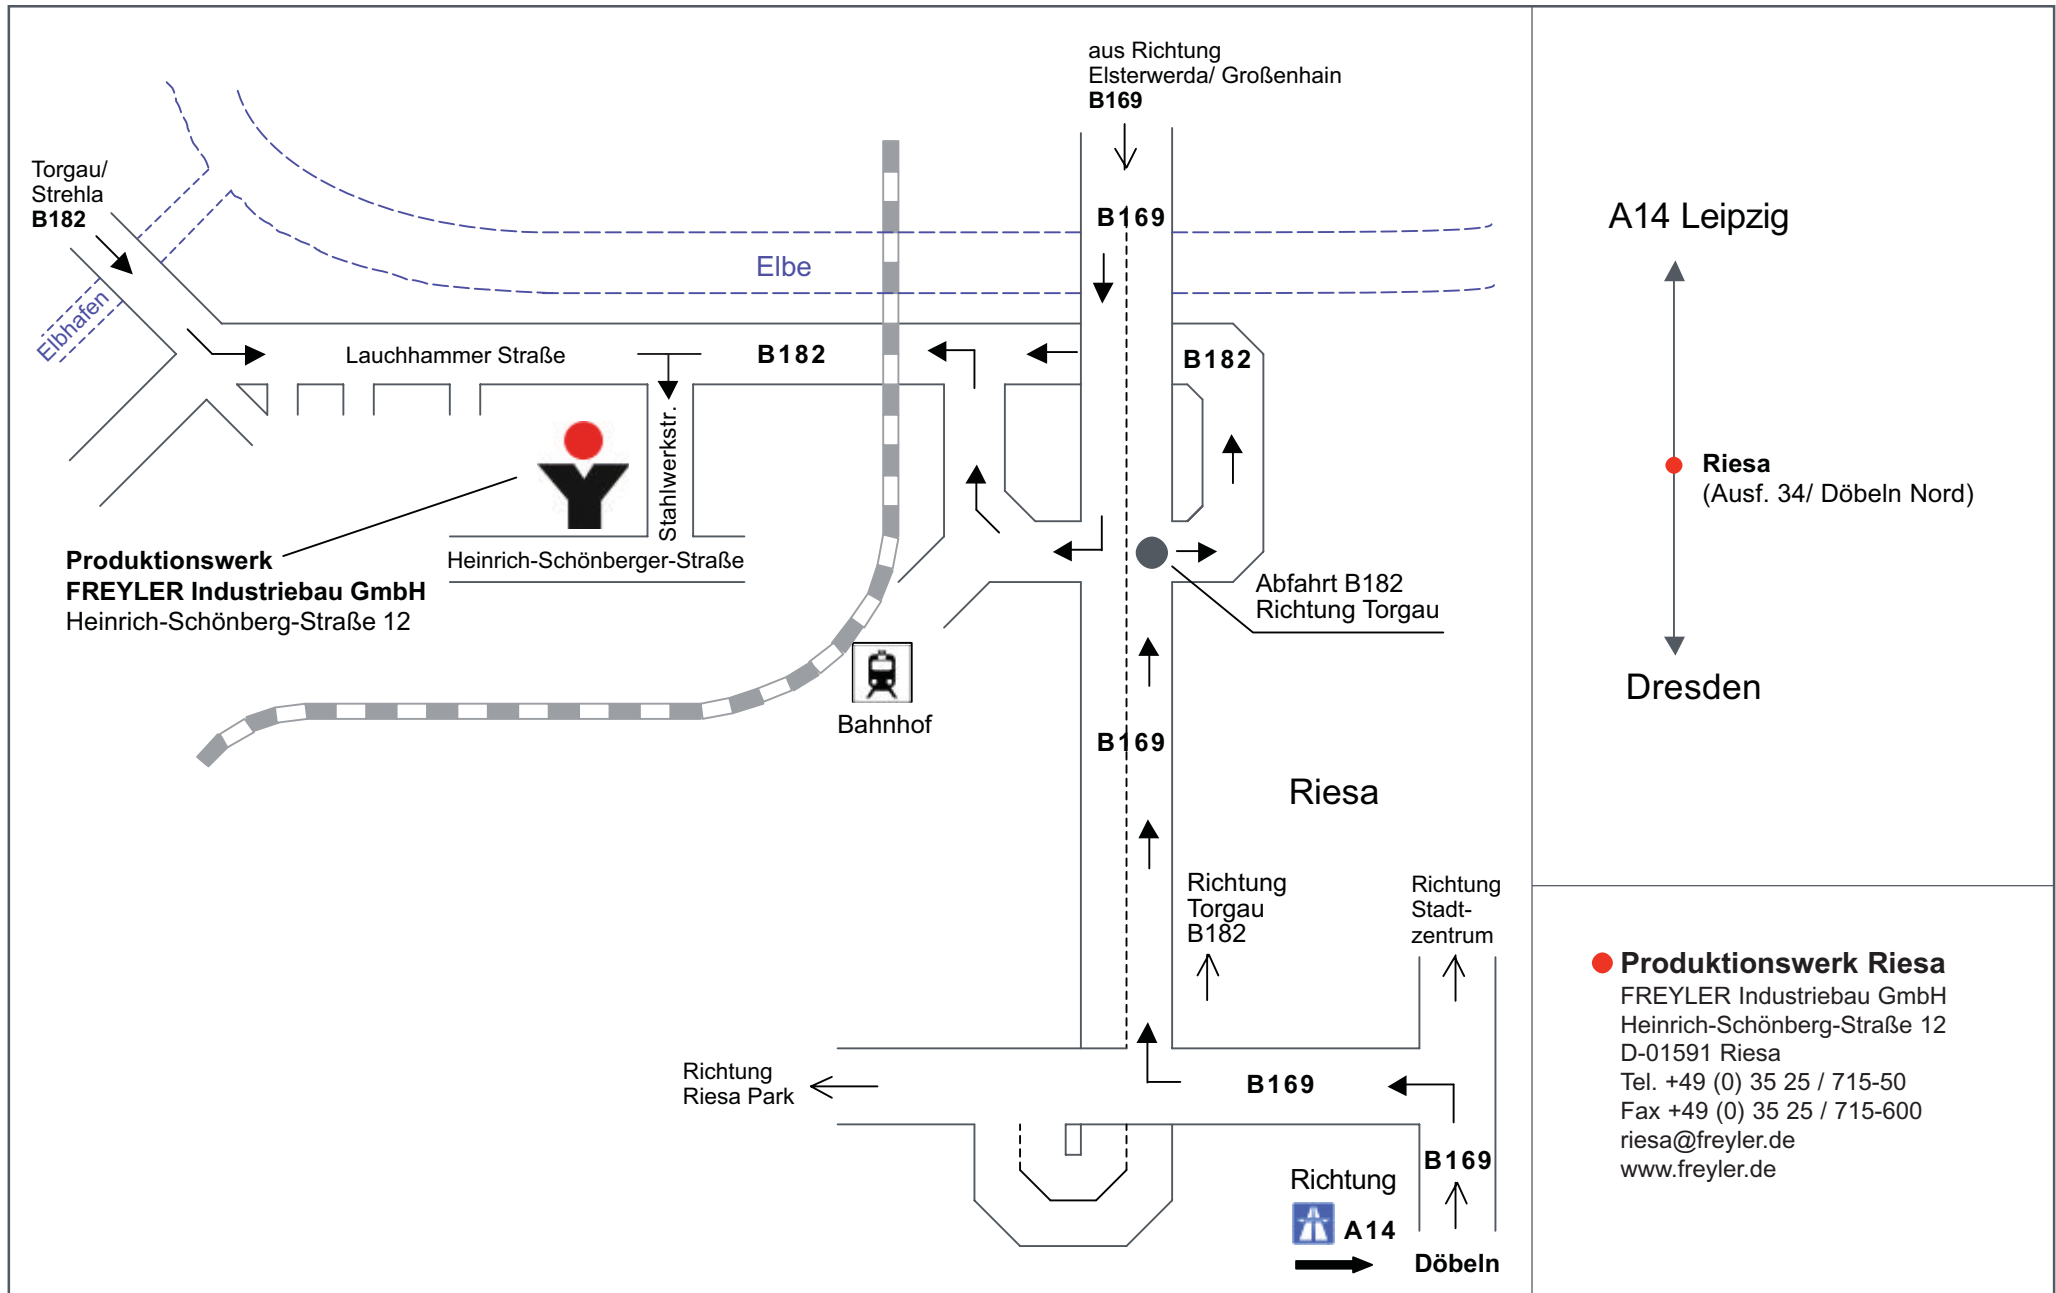 aus Richtung
Elsterwerda/ Großenhain
B169
Torgau/
Strehla
B182
B169
Elbe
Elbhafen
Lauchhammer Straße
B182
B182
Stahlwerkstr.
Heinrich-Schönberger-Straße
Produktionswerk
FREYLER Industriebau GmbH
Heinrich-Schönberg-Straße 12
Abfahrt B182
Richtung Torgau
Bahnhof
B169
Riesa
Richtung
Torgau
B182
Richtung
Stadt-
zentrum
Richtung
Riesa Park
B169
B169
Richtung
A14
Döbeln
A14 Leipzig
Riesa
(Ausf. 34/ Döbeln Nord)
Dresden
Produktionswerk Riesa
FREYLER Industriebau GmbH
Heinrich-Schönberg-Straße 12
D-01591 Riesa
Tel. +49 (0) 35 25 / 715-50
Fax +49 (0) 35 25 / 715-600
riesa@freyler.de
www.freyler.de